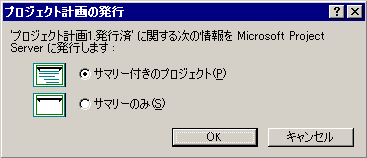 プロジェクト計画の発行
'プロジェクト計画1.発行済' に関する次の情報を Microsoft Project
Server に発行します:
サマリー付きのプロジェクト(P)
サマリーのみ(S)
OK
キャンセル